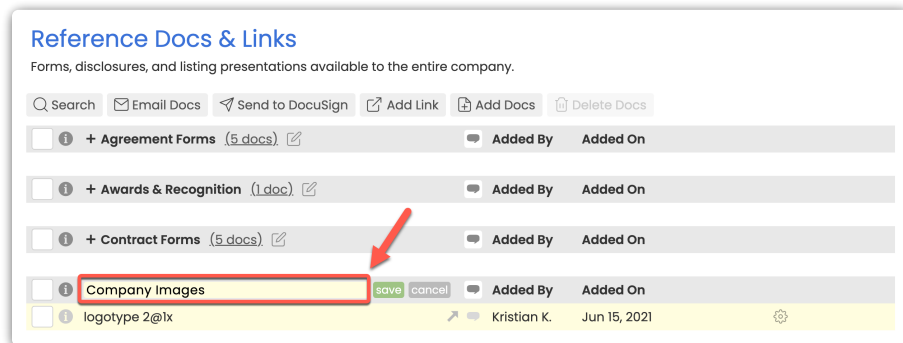 Reference Docs & Links
Forms, disclosures, and listing presentations available to the entire company.
Search Email Docs Send to DocuSign Add Link Add Docs Delete Docs
+ Agreement Forms (5 docs) Added By Added On
+ Awards & Recognition (1 doc) Added By Added On
+ Contract Forms (5 docs) Added By Added On
Company Images save cancel Added By Added On
logotype 2@1x Kristian K. Jun 15, 2021